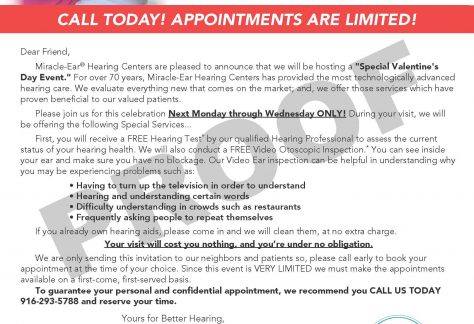 CALL TODAY! APPOINTMENTS ARE LIMITED!
Dear Friend,
Miracle-Ear® Hearing Centers are pleased to announce that we will be hosting a "Special Valentine's
Day Event." For over 70 years, Miracle-Ear Hearing Centers has provided the most technologically advanced
hearing care. We evaluate everything new that comes on the market; and, we offer those services which have
proven beneficial to our valued patients.
Please join us for this celebration Next Monday through Wednesday ONLY! During your visit, we will
be offering the following Special Services...
First, you will receive a FREE Hearing Test* by our qualified Hearing Professional to assess the current
status of your hearing health. We will also conduct a FREE Video Otoscopic Inspection.* You can see inside
your ear and make sure you have no blockage. Our Video Ear inspection can be helpful in understanding why
you may be experiencing problems such as:
• Having to turn up the television in order to understand
• Hearing and understanding certain words
• Difficulty understanding in crowds such as restaurants
• Frequently asking people to repeat themselves
If you already own hearing aids, please come in and we will clean them, at no extra charge.
Your visit will cost you nothing, and you're under no obligation.
We are only sending this invitation to our neighbors and patients so, please call early to book your
appointment at the time of your choice. Since this event is VERY LIMITED we must make the appointments
available on a first-come, first-served basis.
To guarantee your personal and confidential appointment, we recommend you CALL US TODAY
916-293-5788 and reserve your time.
Yours for Better Hearing,
PROOF